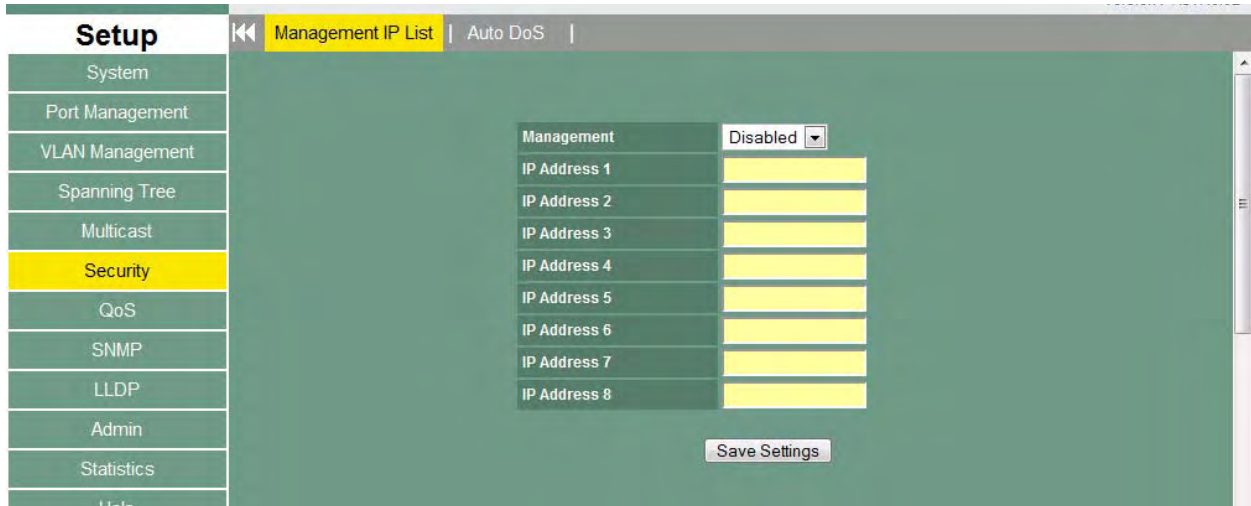 Setup
Management IP List | Auto DoS |
System
Port Management
VLAN Management
Spanning Tree
Multicast
Security
QoS
SNMP
LLDP
Admin
Statistics
Help
Management Disabled
IP Address 1
IP Address 2
IP Address 3
IP Address 4
IP Address 5
IP Address 6
IP Address 7
IP Address 8
Save Settings